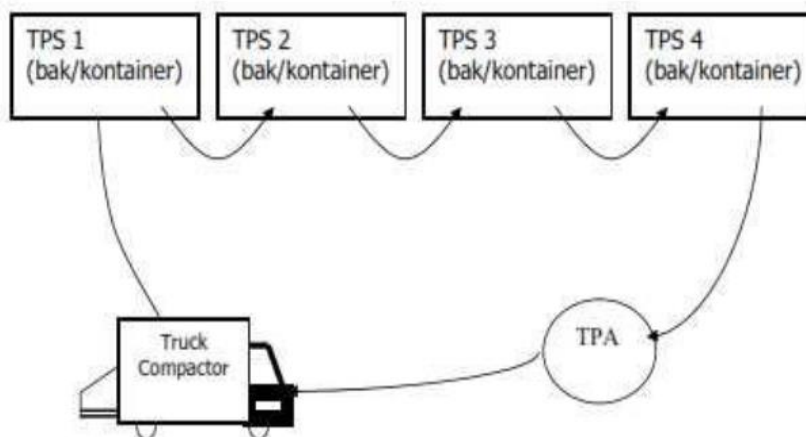 TPS 1
(bak/kontainer)
TPS 2
(bak/kontainer)
TPS 3
(bak/kontainer)
TPS 4
(bak/kontainer)
Truck
Compactor
TPA